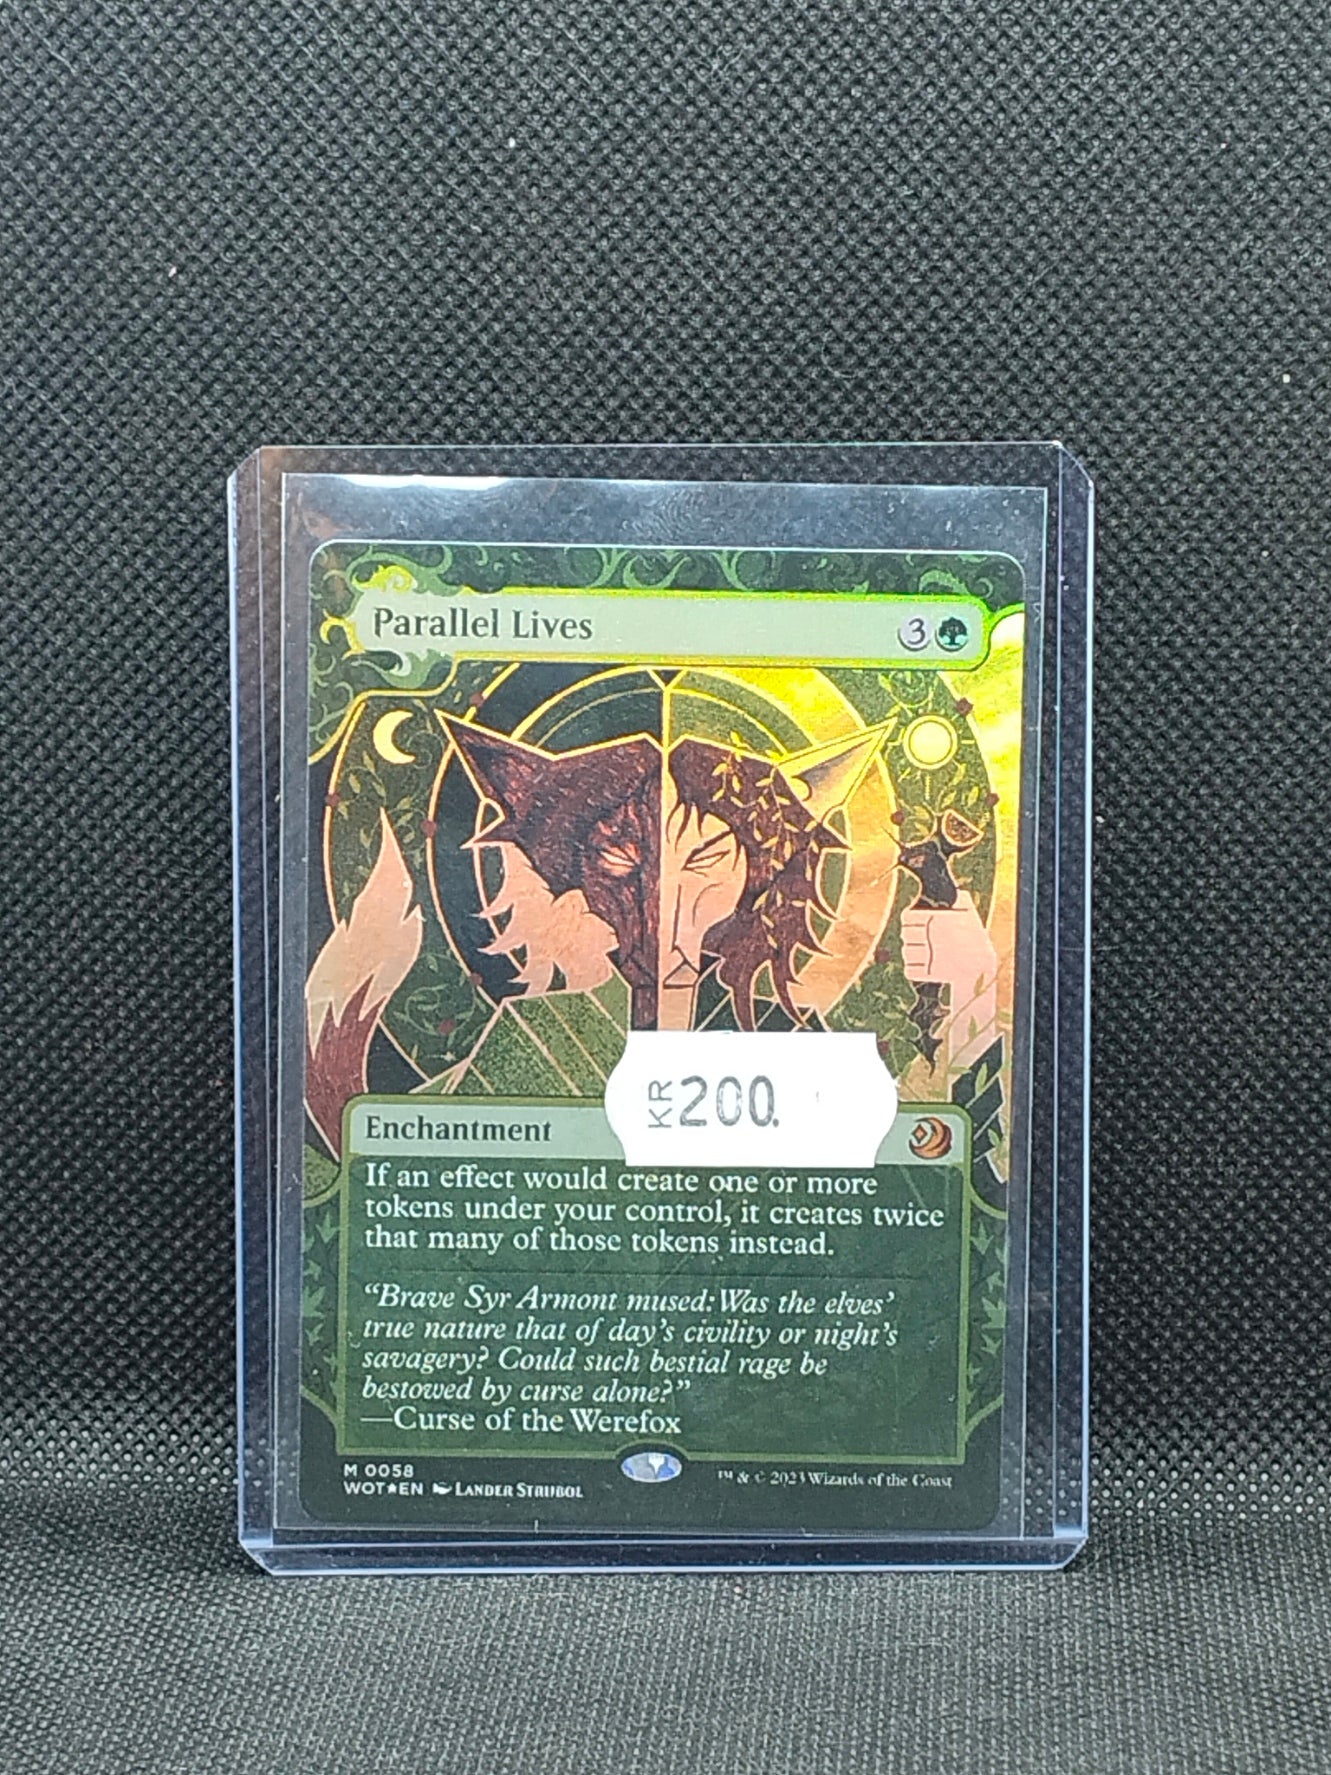 Parallel Lives 3
KR 200.
Enchantment
If an effect would create one or more
tokens under your control, it creates twice
that many of those tokens instead.
“Brave Syr Armont mused: Was the elves’
true nature that of day’s civility or night’s
savagery? Could such bestial rage be
bestowed by curse alone?”
—Curse of the Werefox
M 0058
WOT★EN LANDER STRIJBOL
™ & © 2023 Wizards of the Coast